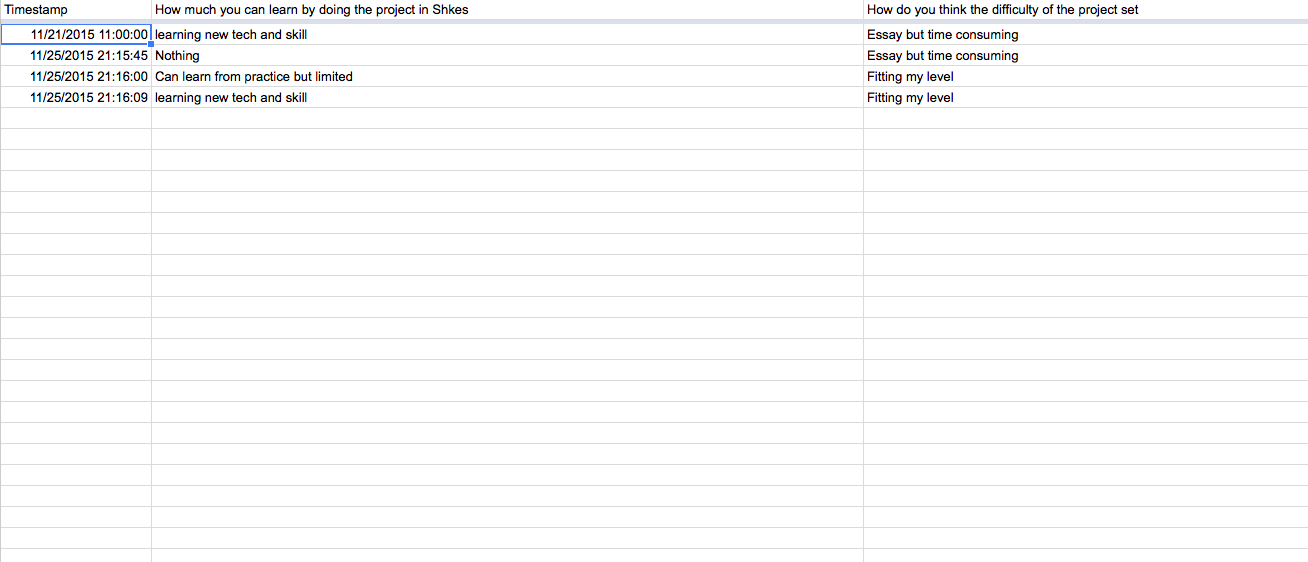 Timestamp How much you can learn by doing the project in Shkes How do you think the difficulty of the project set
11/21/2015 11:00:00 learning new tech and skill Essay but time consuming
11/25/2015 21:15:45 Nothing Essay but time consuming
11/25/2015 21:16:00 Can learn from practice but limited Fitting my level
11/25/2015 21:16:09 learning new tech and skill Fitting my level